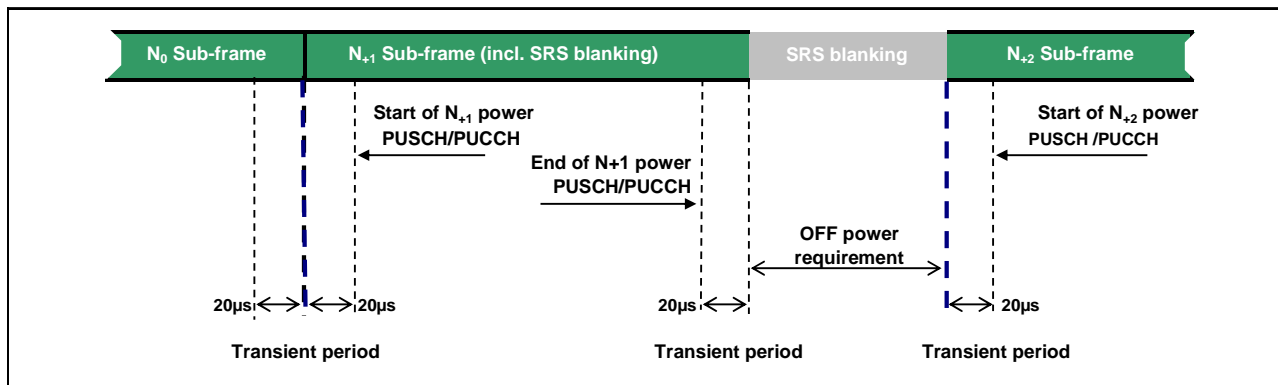 N0 Sub-frame
N+1 Sub-frame (incl. SRS blanking)
SRS blanking
N+2 Sub-frame
Start of N+1 power
PUSCH/PUCCH
End of N+1 power
PUSCH/PUCCH
Start of N+2 power
PUSCH /PUCCH
OFF power
requirement
20µs
20µs
20µs
20µs
Transient period
Transient period
Transient period